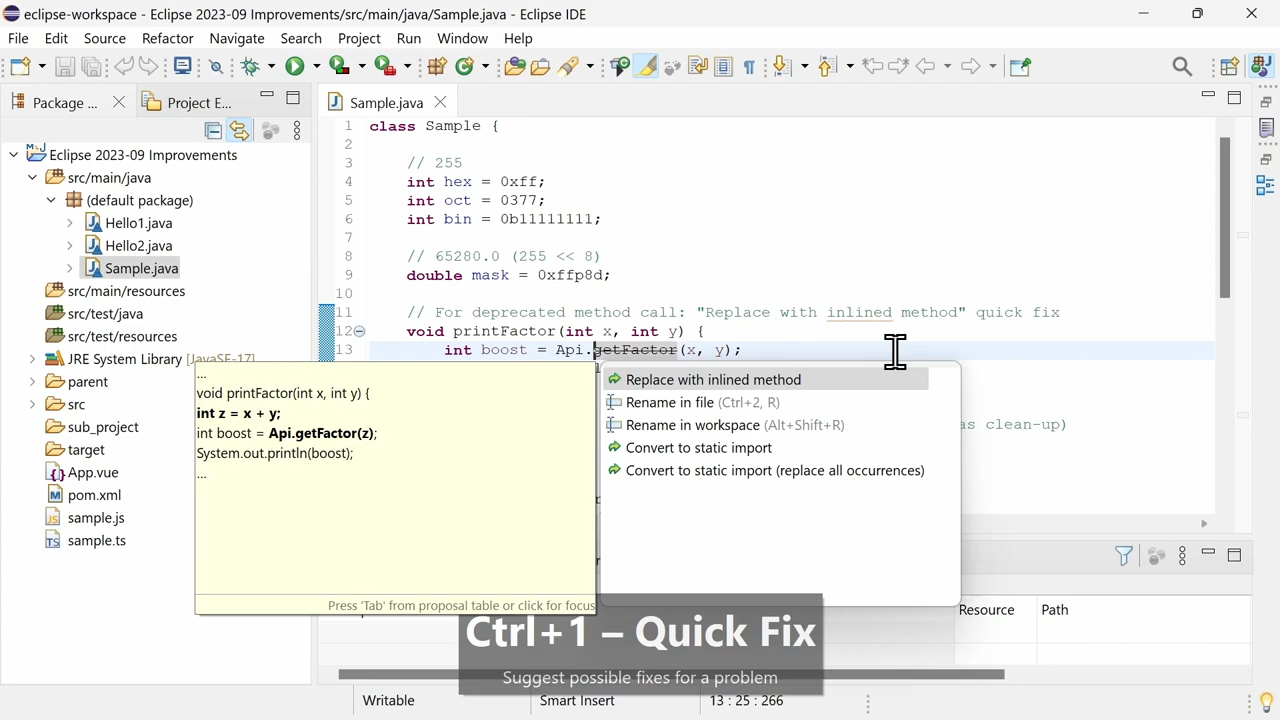 eclipse-workspace - Eclipse 2023-09 Improvements/src/main/java/Sample.java - Eclipse IDE
File Edit Source Refactor Navigate Search Project Run Window Help
Package ... Project E... Sample.java
Eclipse 2023-09 Improvements
src/main/java
(default package)
Hello1.java
Hello2.java
Sample.java
src/main/resources
src/test/java
src/test/resources
JRE System Library [JavaSE-17]
parent
src
sub_project
target
App.vue
pom.xml
sample.js
sample.ts
1 class Sample {
2
3 // 255
4 int hex = 0xff;
5 int oct = 0377;
6 int bin = 0b11111111;
7
8 // 65280.0 (255 << 8)
9 double mask = 0xffp8d;
10
11 // For deprecated method call: "Replace with inlined method" quick fix
12 void printFactor(int x, int y) {
13 int boost = Api.getFactor(x, y);
as clean-up)
...
void printFactor(int x, int y) {
int z = x + y;
int boost = Api.getFactor(z);
System.out.println(boost);
...
Press 'Tab' from proposal table or click for focus
Replace with inlined method
Rename in file (Ctrl+2, R)
Rename in workspace (Alt+Shift+R)
Convert to static import
Convert to static import (replace all occurrences)
Resource Path
Ctrl+1 – Quick Fix
Suggest possible fixes for a problem
Writable Smart Insert 13 : 25 : 266